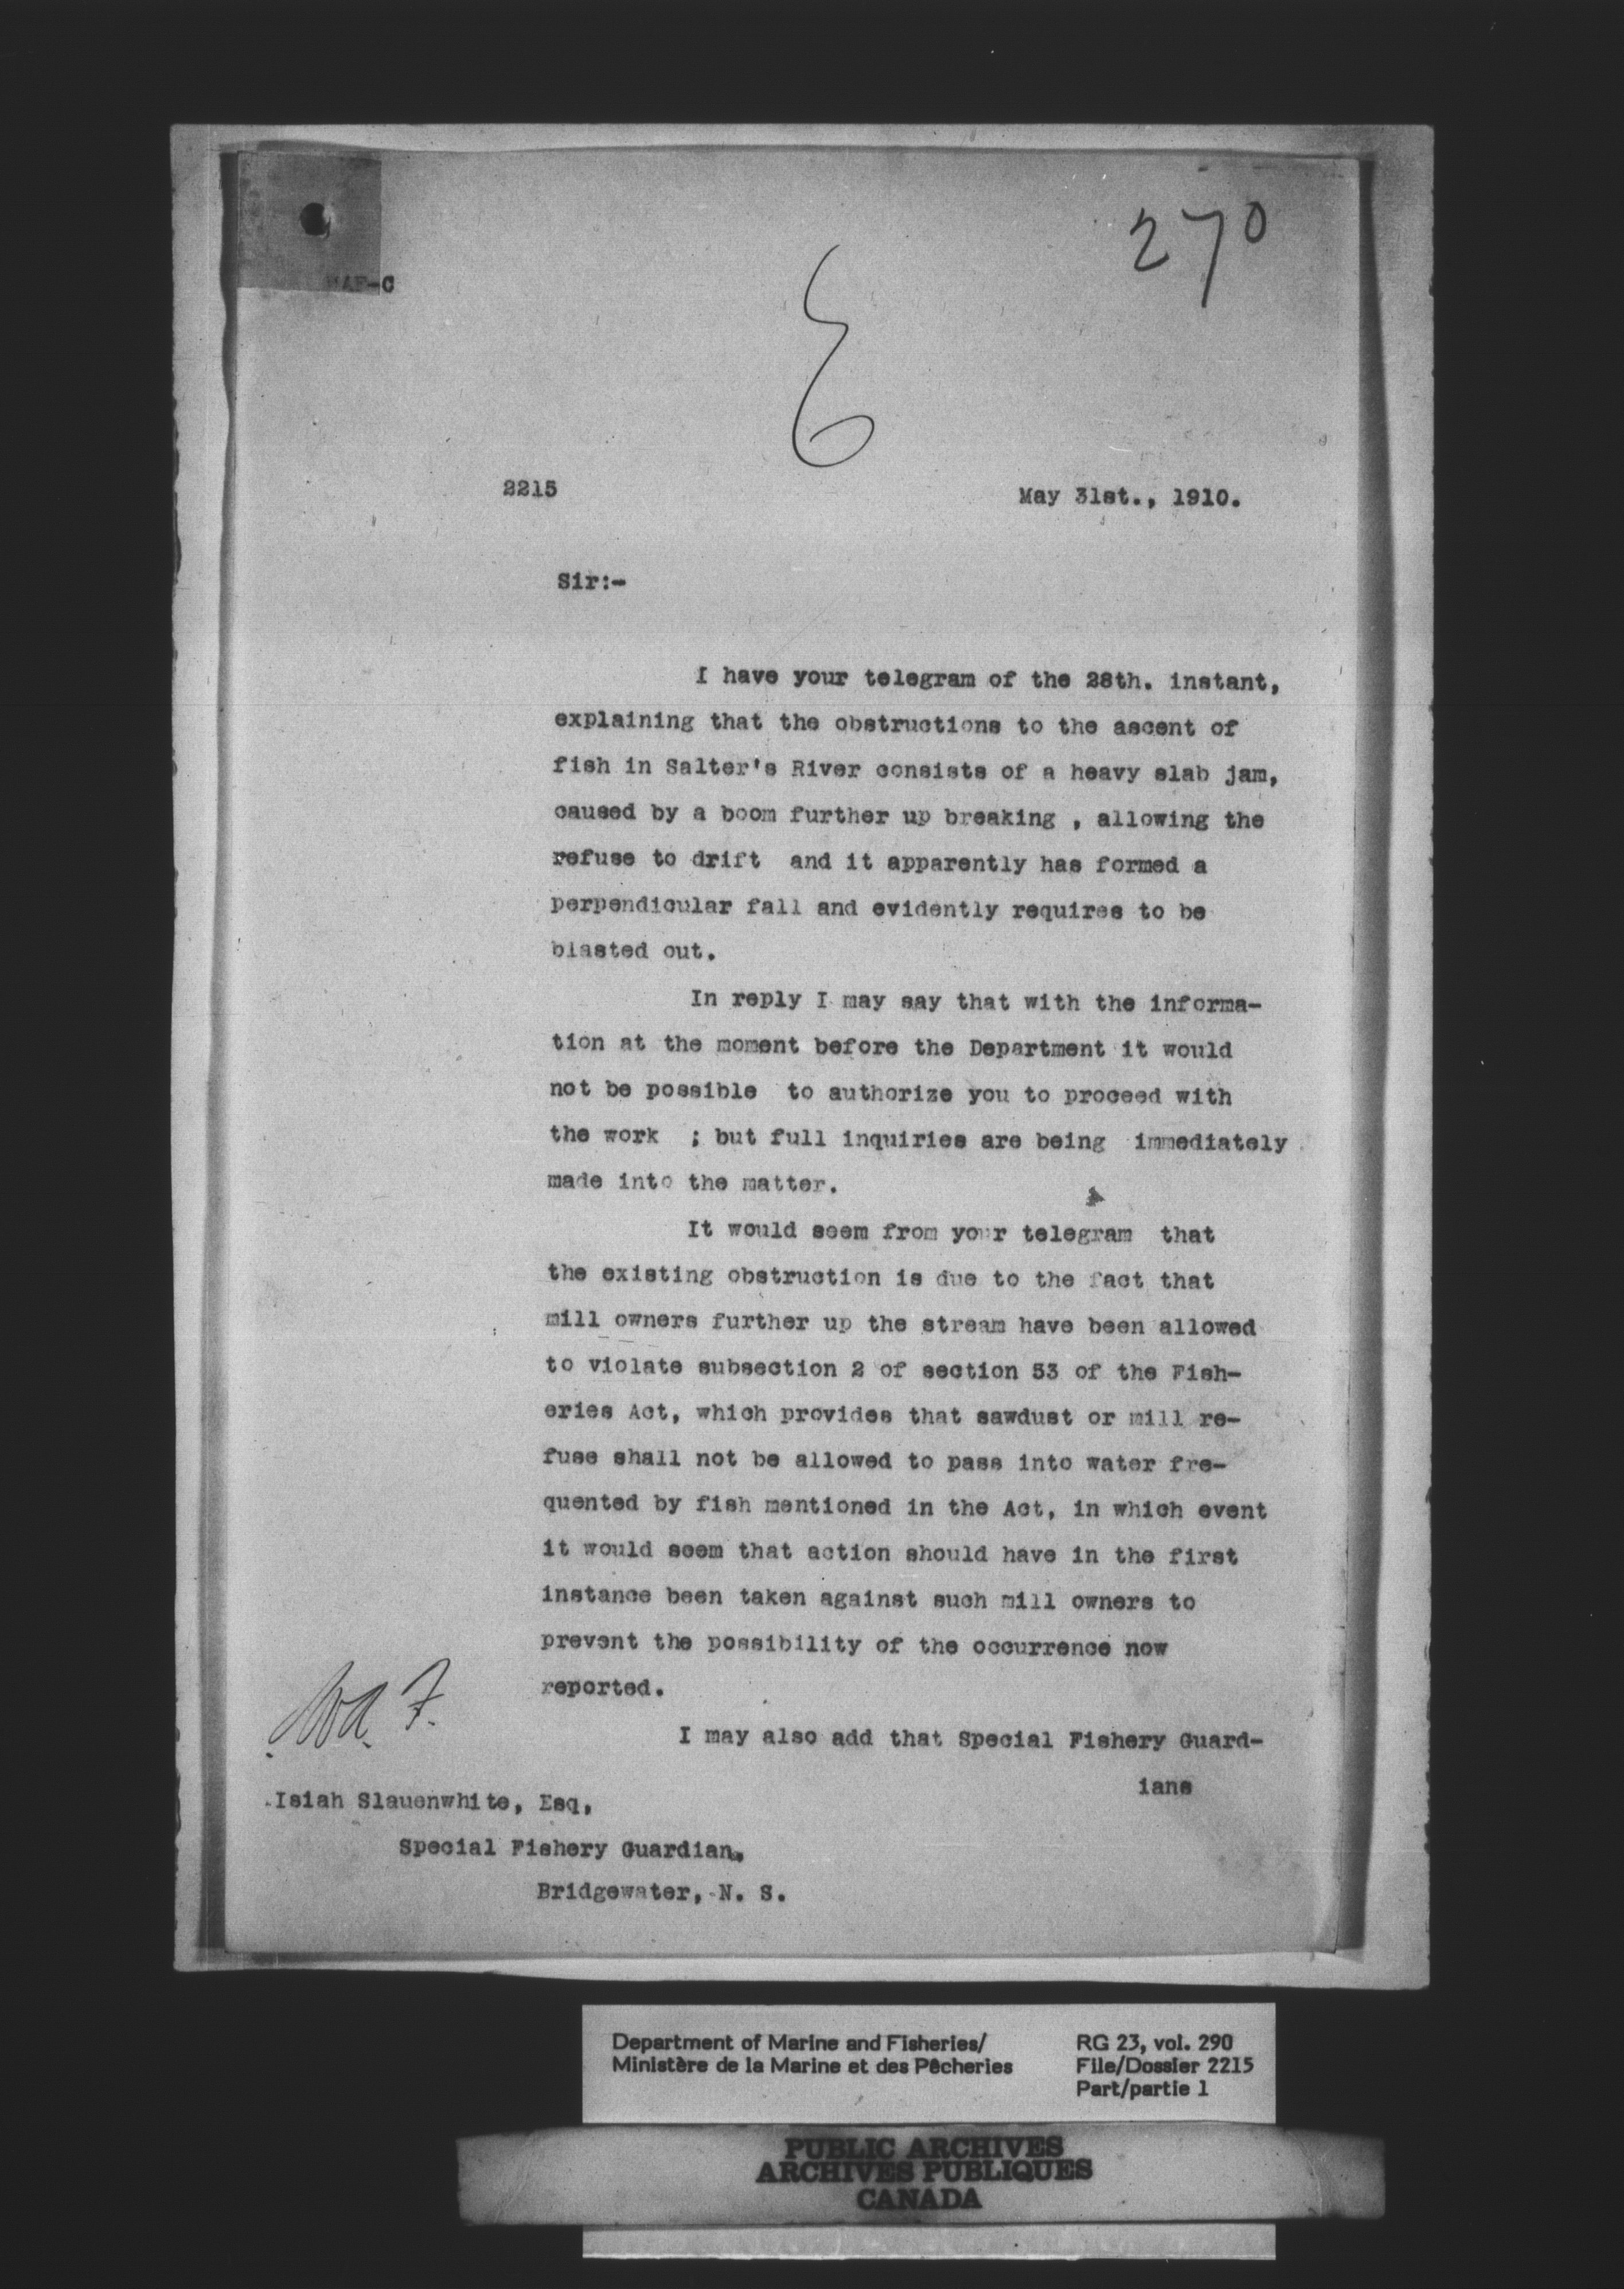 270
WAF-C
E
2215 May 31st., 1910.
Sir:-
I have your telegram of the 28th. instant,
explaining that the obstructions to the ascent of
fish in Salter's River consists of a heavy slab jam,
caused by a boom further up breaking , allowing the
refuse to drift and it apparently has formed a
perpendicular fall and evidently requires to be
blasted out.
In reply I may say that with the informa-
tion at the moment before the Department it would
not be possible to authorize you to proceed with
the work ; but full inquiries are being immediately
made into the matter.
It would seem from your telegram that
the existing obstruction is due to the fact that
mill owners further up the stream have been allowed
to violate subsection 2 of section 53 of the Fish-
eries Act, which provides that sawdust or mill re-
fuse shall not be allowed to pass into water fre-
quented by fish mentioned in the Act, in which event
it would seem that action should have in the first
instance been taken against such mill owners to
prevent the possibility of the occurrence now
reported.
W.A. F.
I may also add that Special Fishery Guard-
ians
Isiah Slauenwhite, Esq,
Special Fishery Guardian,
Bridgewater, N. S.
Department of Marine and Fisheries/ RG 23, vol. 290
Ministère de la Marine et des Pêcheries File/Dossier 2215
Part/partie 1
PUBLIC ARCHIVES
ARCHIVES PUBLIQUES
CANADA